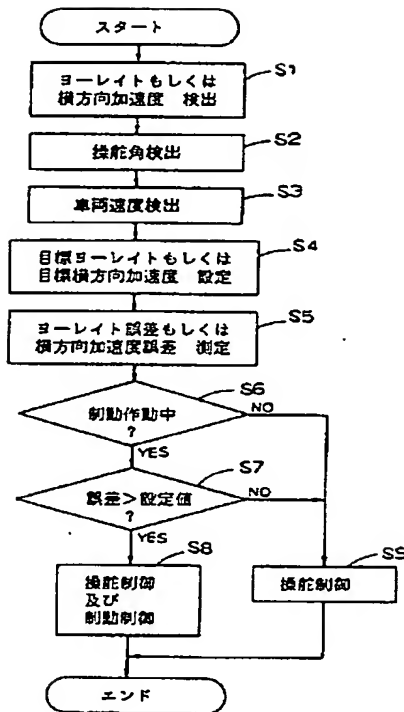 スタート
S1
ヨーレイトもしくは
横方向加速度 検出
S2
操舵角検出
S3
車両速度検出
S4
目標ヨーレイトもしくは
目標横方向加速度 設定
S5
ヨーレイト誤差もしくは
横方向加速度誤差 測定
S6
制動作動中
?
NO
YES
S7
誤差>設定値
?
NO
YES
S8
操舵制御
及び
制動制御
S9
操舵制御
エンド